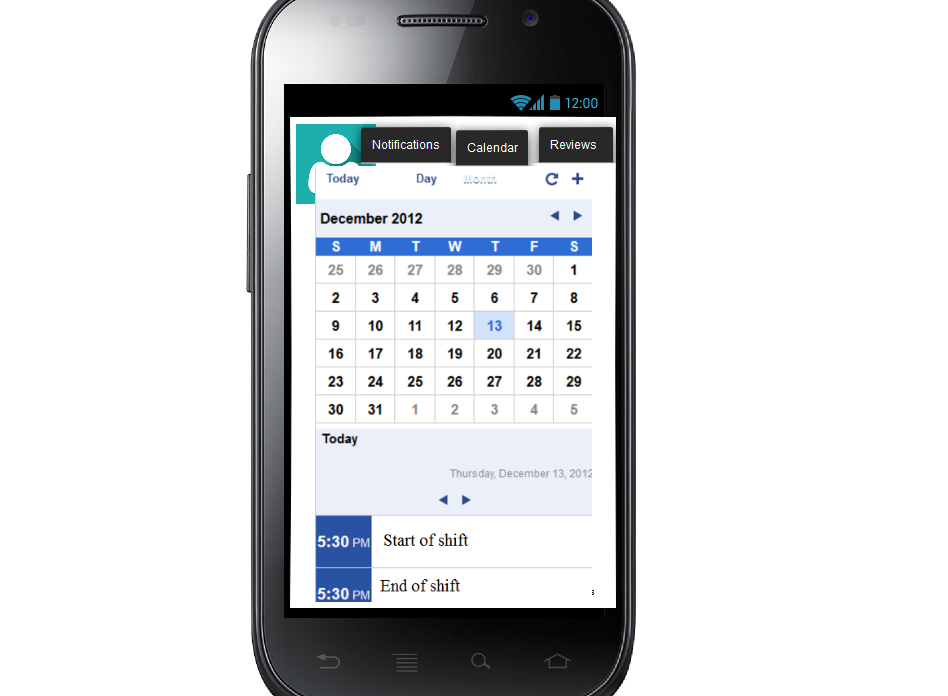 12:00
Notifications Calendar Reviews
Today Day Month
December 2012
S M T W T F S
25 26 27 28 29 30 1
2 3 4 5 6 7 8
9 10 11 12 13 14 15
16 17 18 19 20 21 22
23 24 25 26 27 28 29
30 31 1 2 3 4 5
Today
Thursday, December 13, 2012
5:30 PM Start of shift
5:30 PM End of shift